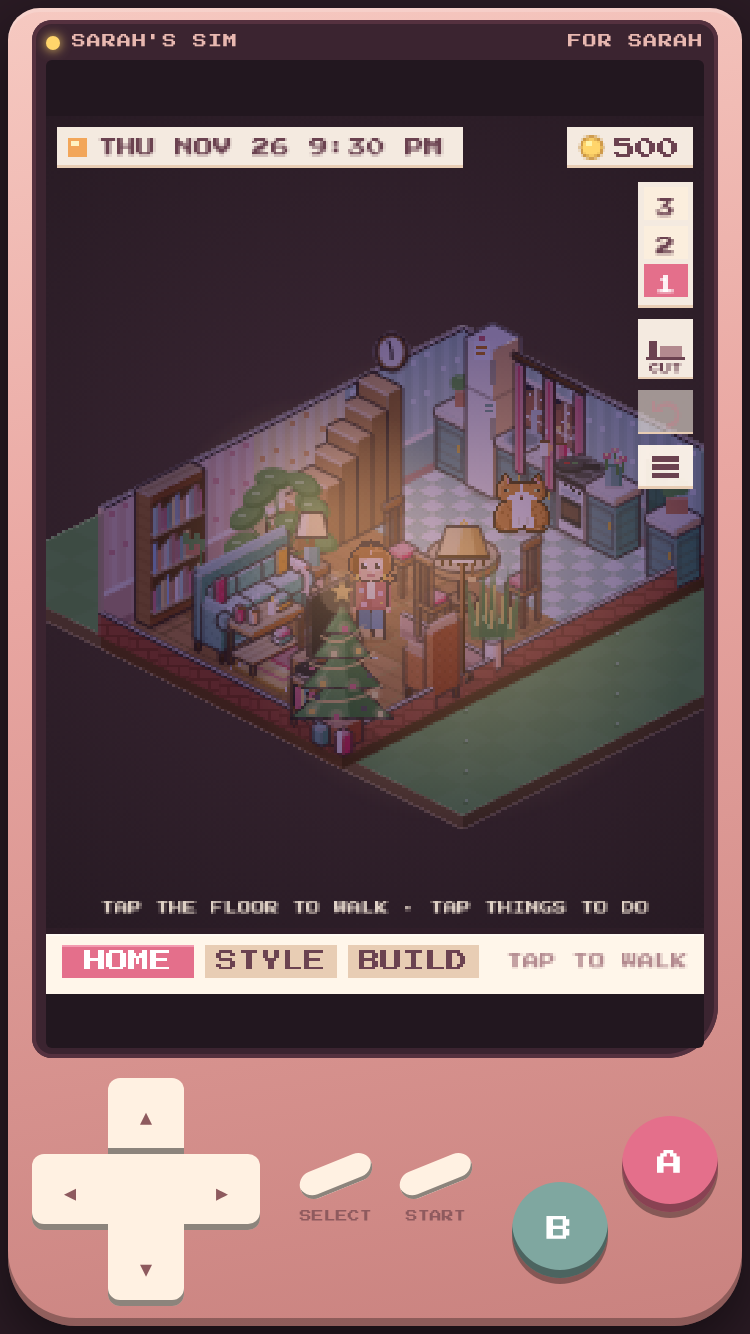 SARAH'S SIM
FOR SARAH
THU NOV 26 9:30 PM
500
3
2
1
CUT
TAP THE FLOOR TO WALK · TAP THINGS TO DO
HOME STYLE BUILD TAP TO WALK
SELECT START
A
B